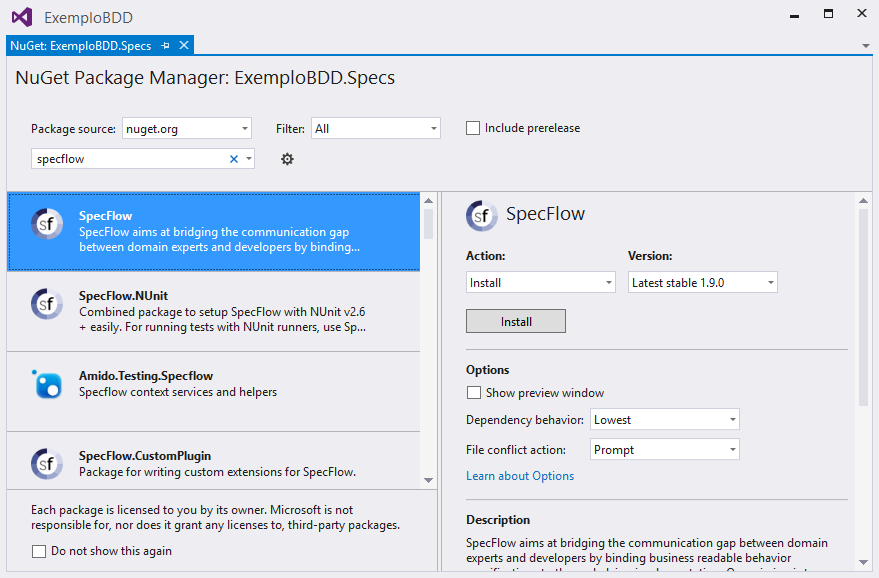 ExemploBDD
NuGet: ExemploBDD.Specs
NuGet Package Manager: ExemploBDD.Specs
Package source: nuget.org
Filter: All
Include prerelease
specflow
sf
SpecFlow
SpecFlow aims at bridging the communication gap
between domain experts and developers by binding...
sf
SpecFlow.NUnit
Combined package to setup SpecFlow with NUnit v2.6
+ easily. For running tests with NUnit runners, use Sp...
Amido.Testing.Specflow
Specflow context services and helpers
sf
SpecFlow.CustomPlugin
Package for writing custom extensions for SpecFlow.
Each package is licensed to you by its owner. Microsoft is not
responsible for, nor does it grant any licenses to, third-party packages.
Do not show this again
sf
SpecFlow
Action: Version:
Install Latest stable 1.9.0
Install
Options
Show preview window
Dependency behavior: Lowest
File conflict action: Prompt
Learn about Options
Description
SpecFlow aims at bridging the communication gap between domain
experts and developers by binding business readable behavior